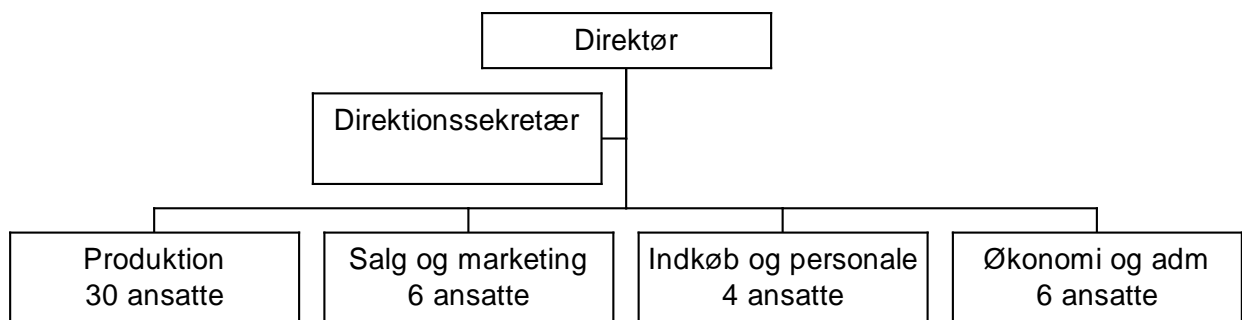 Direktør
Direktionssekretær
Produktion
30 ansatte
Salg og marketing
6 ansatte
Indkøb og personale
4 ansatte
Økonomi og adm
6 ansatte